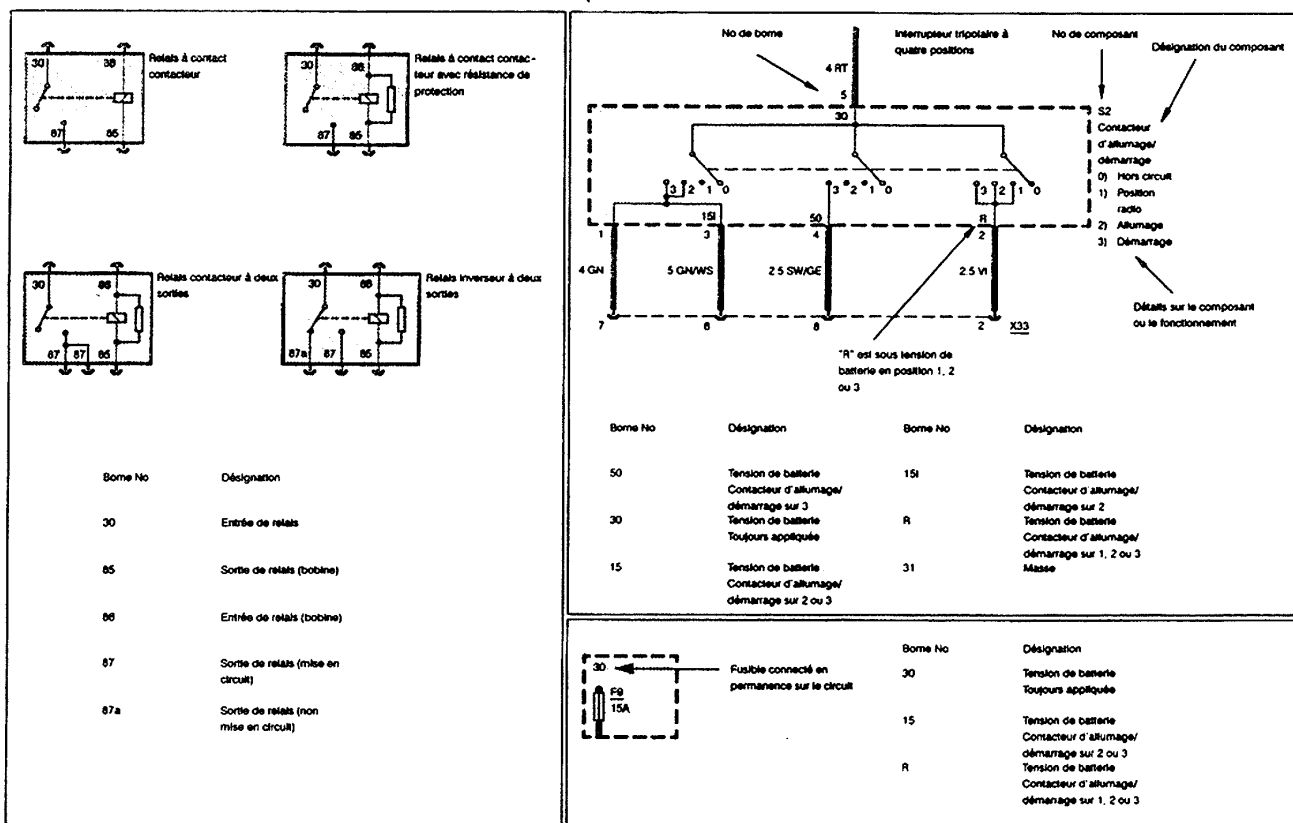 30
86
87
85
Relais à contact
contacteur
30
86
87
85
Relais à contact contac-
teur avec résistance de
protection
30
86
87
87
85
Relais contacteur à deux
sorties
30
86
87a
87
85
Relais inverseur à deux
sorties
Borne No
Désignation
30
Entrée de relais
85
Sortie de relais (bobine)
86
Entrée de relais (bobine)
87
Sortie de relais (mise en
circuit)
87a
Sortie de relais (non
mise en circuit)
No de borne
Interrupteur tripolaire à
quatre positions
No de composant
Désignation du composant
4 RT
5
30
S2
Contacteur
d'allumage/
démarrage
0) Hors circuit
1) Position
radio
2) Allumage
3) Démarrage
3 2 1 0
3 2 1 0
3 2 1 0
15I
50
R
1
3
4
2
4 GN
5 GN/WS
2 5 SW/GE
2.5 VI
7
6
8
2
X33
Détails sur le composant
ou le fonctionnement
"R" est sous tension de
batterie en position 1, 2
ou 3
Borne No
Désignation
Borne No
Désignation
50
Tension de batterie
Contacteur d'allumage/
démarrage sur 3
30
Tension de batterie
Toujours appliquée
15
Tension de batterie
Contacteur d'allumage/
démarrage sur 2 ou 3
15I
Tension de batterie
Contacteur d'allumage/
démarrage sur 2
R
Tension de batterie
Contacteur d'allumage/
démarrage sur 1, 2 ou 3
31
Masse
30
F9
15A
Fusible connecté en
permanence sur le circuit
Borne No
Désignation
30
Tension de batterie
Toujours appliquée
15
Tension de batterie
Contacteur d'allumage/
démarrage sur 2 ou 3
R
Tension de batterie
Contacteur d'allumage/
démarrage sur 1, 2 ou 3